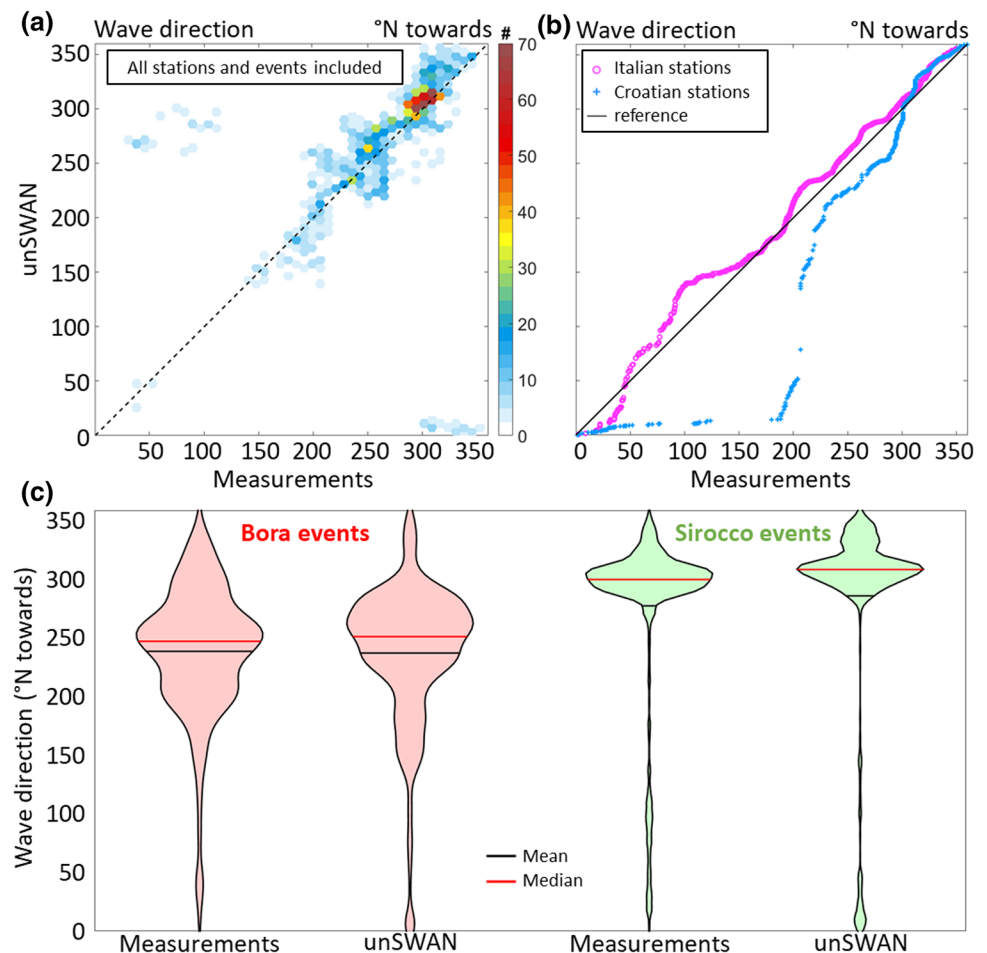 (a)
Wave direction °N towards #
All stations and events included
350
300
250
200
150
100
50
0
unSWAN
50 100 150 200 250 300 350
Measurements
70
60
50
40
30
20
10
0
(b)
Wave direction °N towards
Italian stations
Croatian stations
reference
0 50 100 150 200 250 300 350
Measurements
(c)
Bora events
Sirocco events
350
300
250
200
150
100
50
0
Wave direction (°N towards)
Mean
Median
Measurements unSWAN Measurements unSWAN